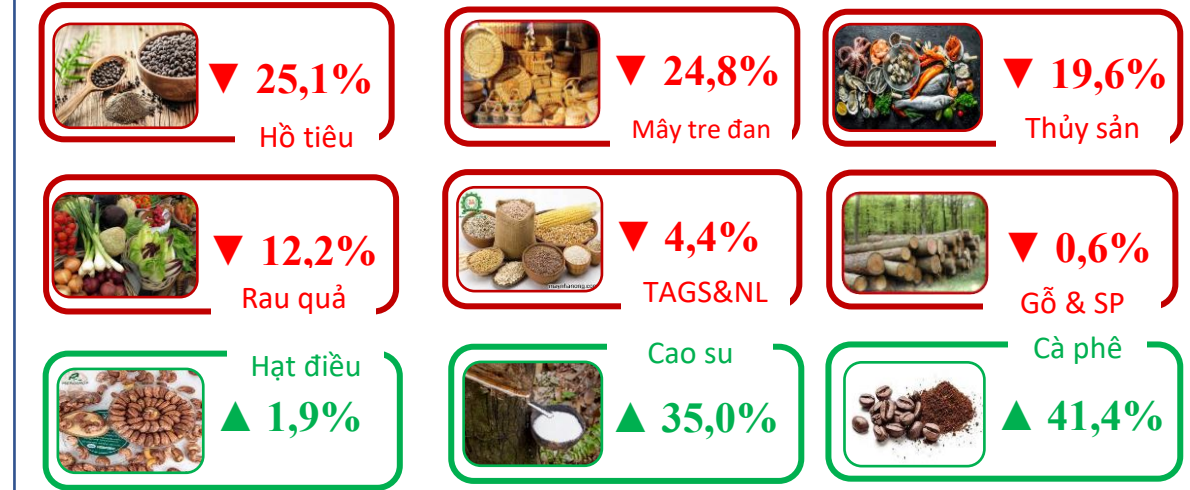 ▼ 25,1%
Hồ tiêu
▼ 24,8%
Mây tre đan
▼ 19,6%
Thủy sản
▼ 12,2%
Rau quả
▼ 4,4%
TAGS&NL
▼ 0,6%
Gỗ & SP
Hạt điều
▲ 1,9%
Cao su
▲ 35,0%
Cà phê
▲ 41,4%